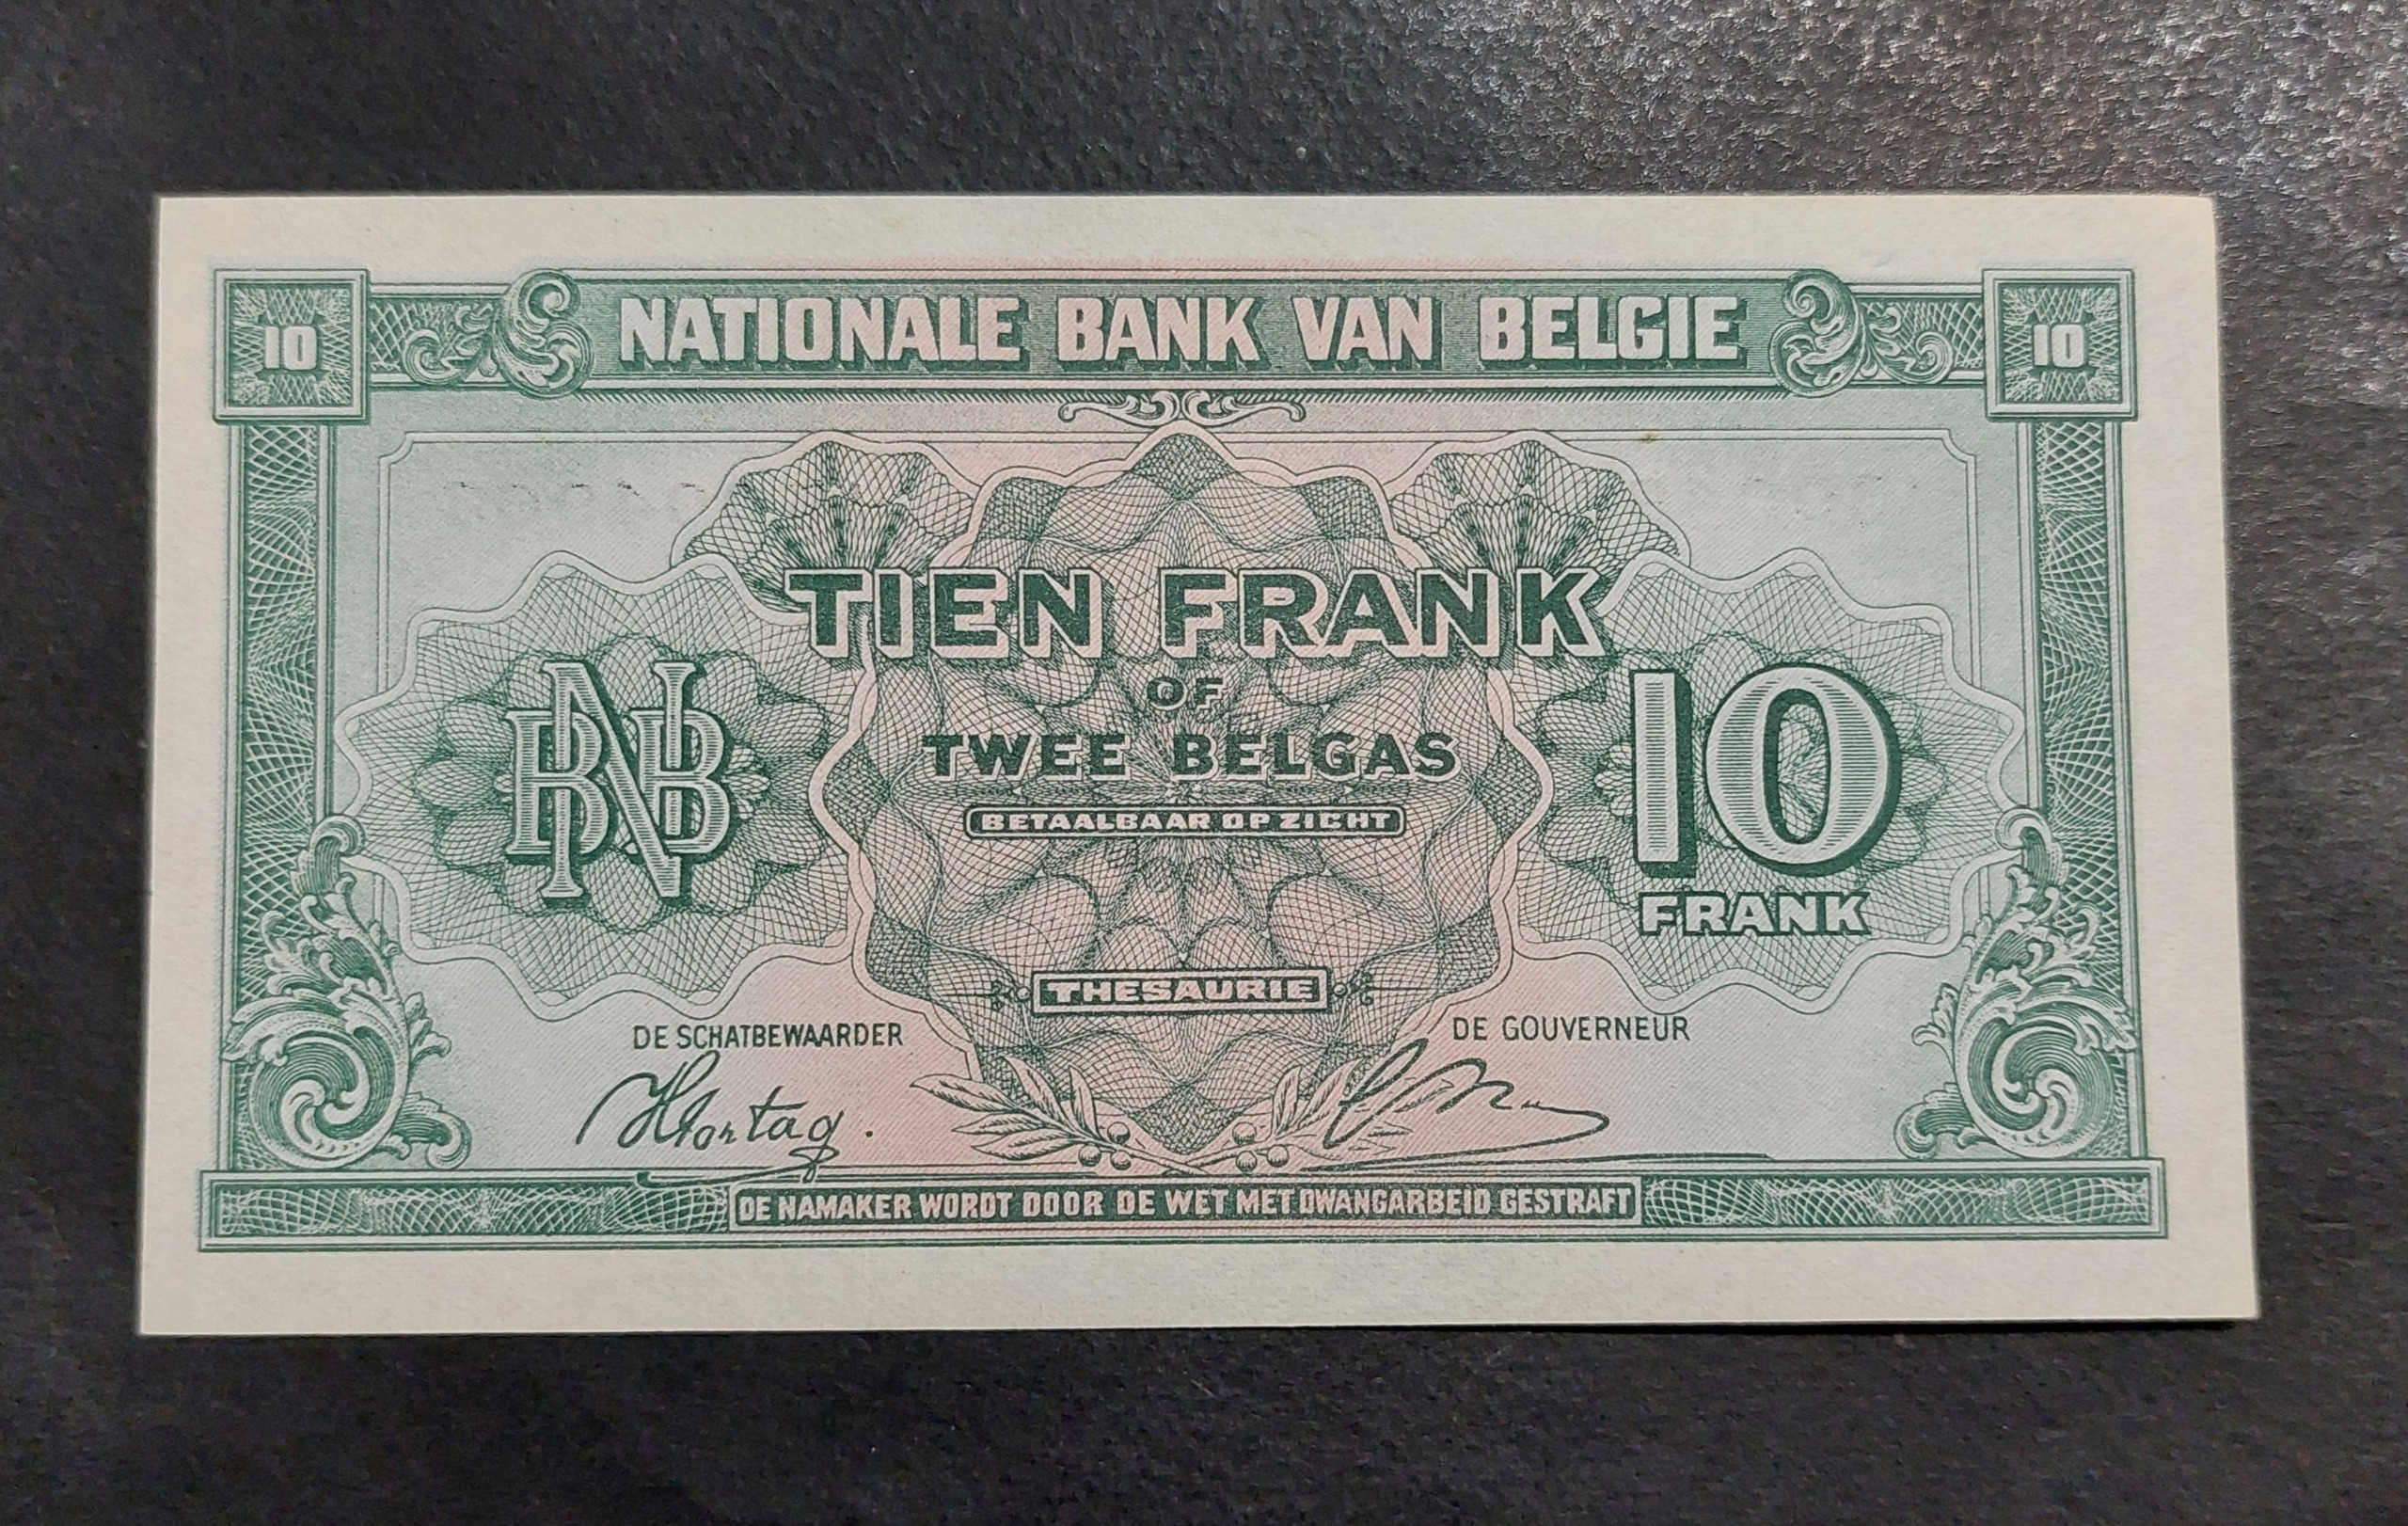 10 NATIONALE BANK VAN BELGIE 10
TIEN FRANK
OF
TWEE BELGAS
BETAALBAAR OP ZICHT
BNB
10
FRANK
THESAURIE
DE SCHATBEWAARDER
DE GOUVERNEUR
DE NAMAKER WORDT DOOR DE WET MET DWANGARBEID GESTRAFT